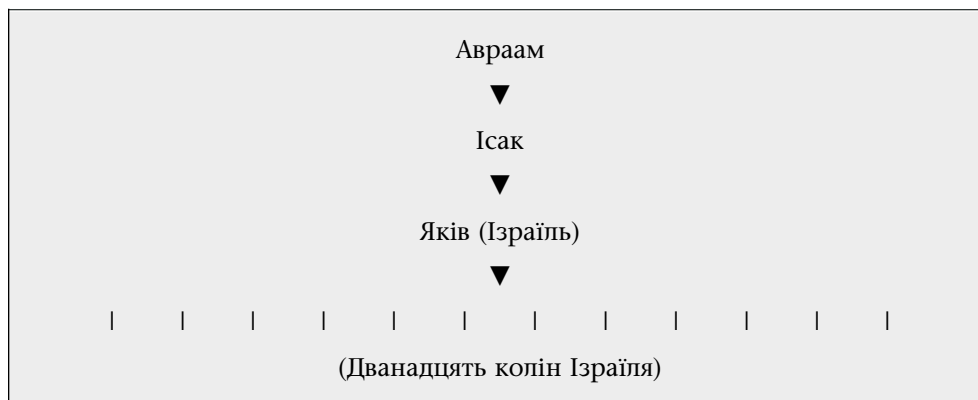 Авраам
▼
Ісак
▼
Яків (Ізраїль)
▼
| | | | | | | | | | | |
(Дванадцять колін Ізраїля)